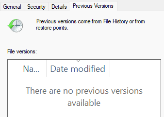 General Security Details Previous Versions
Previous versions come from File History or from
restore points.
File versions:
Na... Date modified
There are no previous versions
available